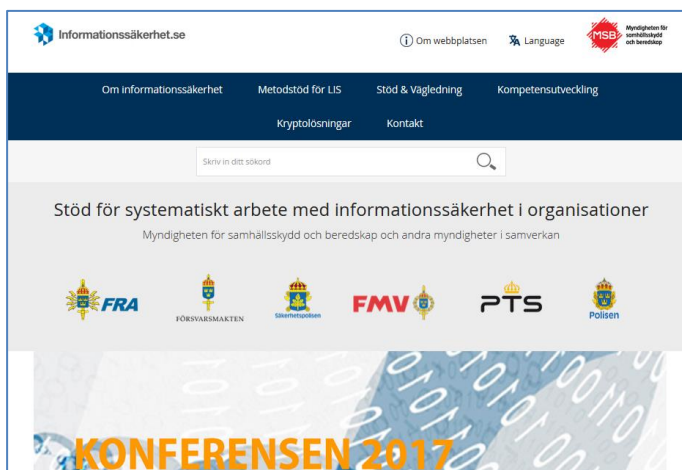 Informationssäkerhet.se
Om webbplatsen
Language
MSB
Myndigheten för
samhällsskydd
och beredskap
Om informationssäkerhet Metodstöd för LIS Stöd & Vägledning Kompetensutveckling
Kryptolösningar Kontakt
Skriv in ditt sökord
Stöd för systematiskt arbete med informationssäkerhet i organisationer
Myndigheten för samhällsskydd och beredskap och andra myndigheter i samverkan
FRA
FÖRSVARSMAKTEN
Säkerhetspolisen
FMV
PTS
Polisen
KONFERENSEN 2017